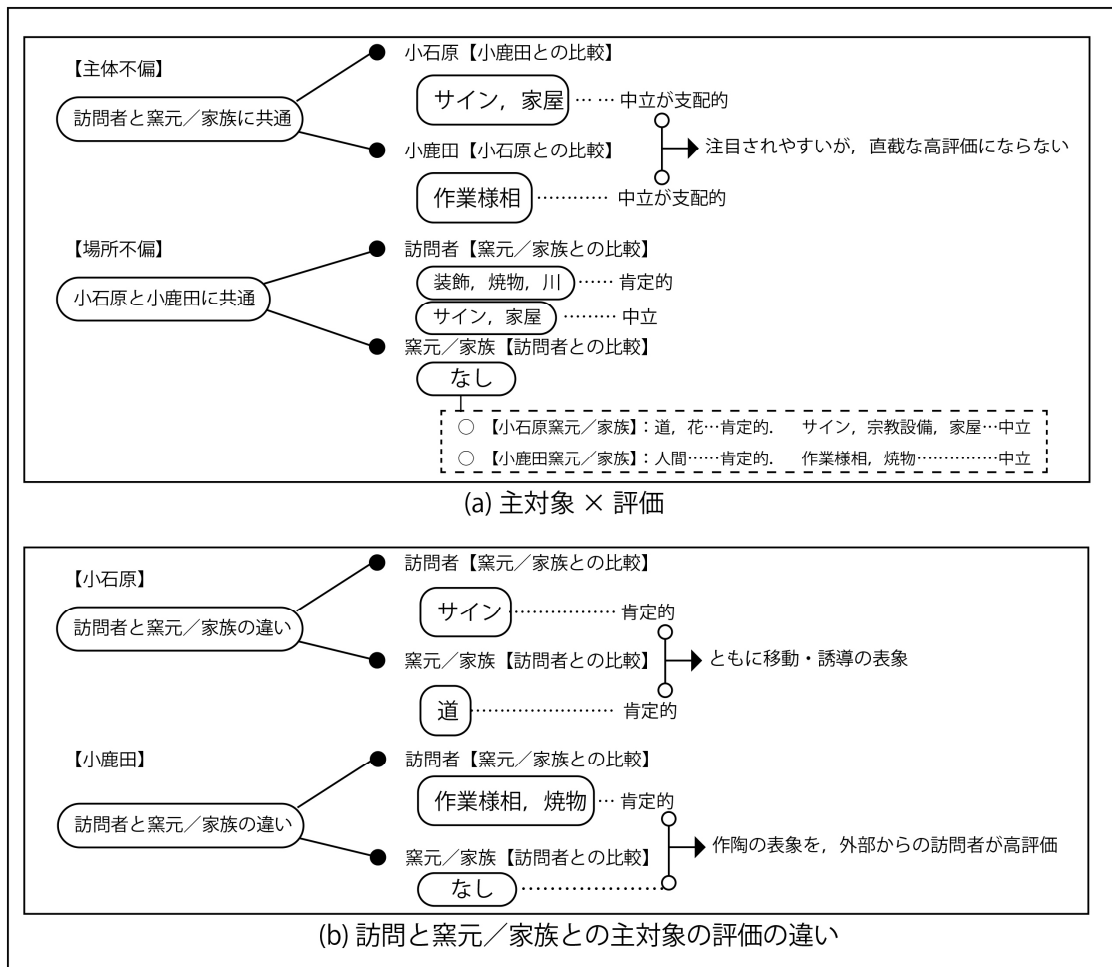 【主体不偏】
訪問者と窯元／家族に共通
小石原【小鹿田との比較】
サイン，家屋 … … 中立が支配的
小鹿田【小石原との比較】
作業様相 ………… 中立が支配的
注目されやすいが，直截な高評価にならない
【場所不偏】
小石原と小鹿田に共通
訪問者【窯元／家族との比較】
装飾，焼物，川 …… 肯定的
サイン，家屋 ……… 中立
窯元／家族【訪問者との比較】
なし
○ 【小石原窯元／家族】：道，花…肯定的． サイン，宗教設備，家屋…中立
○ 【小鹿田窯元／家族】：人間……肯定的． 作業様相，焼物……………中立
(a) 主対象 × 評価
【小石原】
訪問者と窯元／家族の違い
訪問者【窯元／家族との比較】
サイン ……………… 肯定的
窯元／家族【訪問者との比較】
道 …………………… 肯定的
ともに移動・誘導の表象
【小鹿田】
訪問者と窯元／家族の違い
訪問者【窯元／家族との比較】
作業様相，焼物 … 肯定的
窯元／家族【訪問者との比較】
なし ……………………
作陶の表象を，外部からの訪問者が高評価
(b) 訪問と窯元／家族との主対象の評価の違い